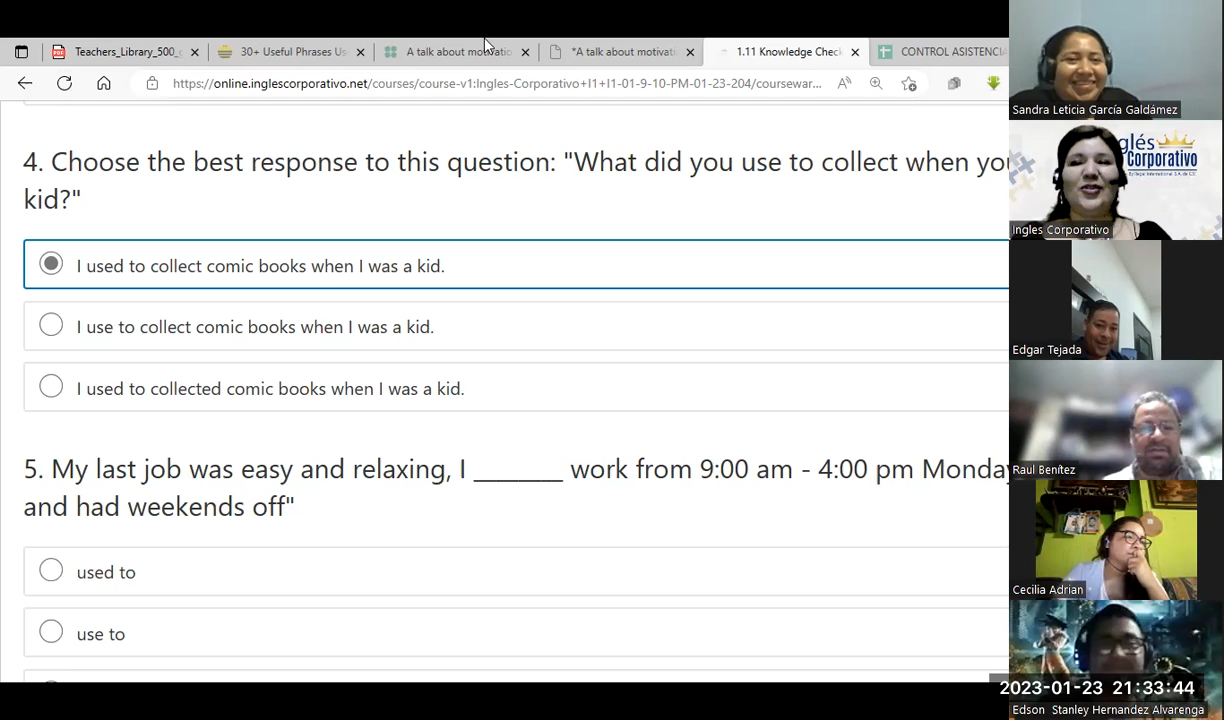 Teachers_Library_500_
30+ Useful Phrases Us
A talk about motivatio
*A talk about motivati
1.11 Knowledge Check
CONTROL ASISTENCIA
https://online.inglescorporativo.net/courses/course-v1:Ingles-Corporativo+I1+I1-01-9-10-PM-01-23-204/coursewar...
4. Choose the best response to this question: "What did you use to collect when you
kid?"
I used to collect comic books when I was a kid.
I use to collect comic books when I was a kid.
I used to collected comic books when I was a kid.
5. My last job was easy and relaxing, I ________ work from 9:00 am - 4:00 pm Monday
and had weekends off"
used to
use to
Sandra Leticia García Galdámez
glés
Corporativo
Ingles Corporativo
Edgar Tejada
Raul Benítez
Cecilia Adrian
2023-01-23 21:33:44
Edson Stanley Hernandez Alvarenga